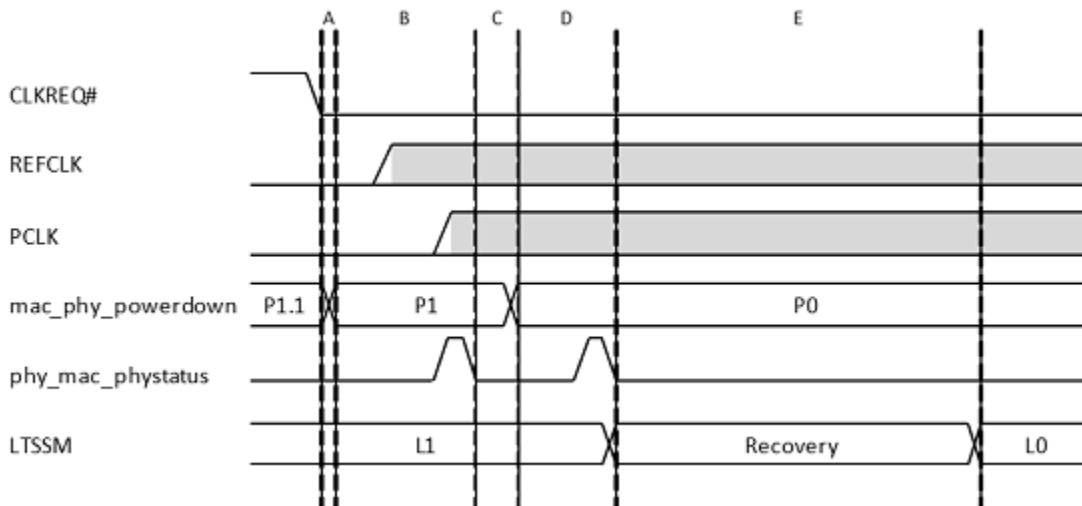 A B C D E
CLKREQ#
REFCLK
PCLK
mac_phy_powerdown P1.1 P1 P0
phy_mac_phystatus
LTSSM L1 Recovery L0